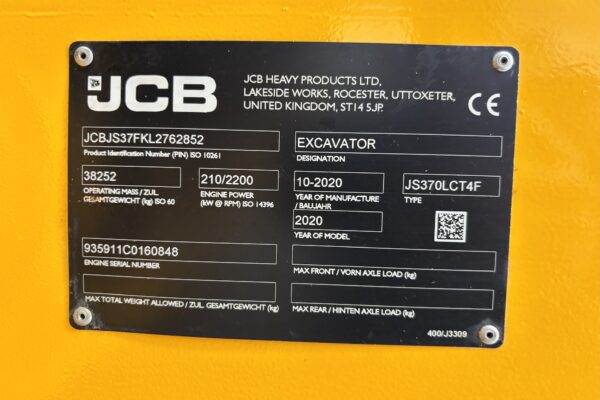 JCB
JCB HEAVY PRODUCTS LTD,
LAKESIDE WORKS, ROCESTER, UTTOXETER,
UNITED KINGDOM, ST14 5JP.
CE
JCBJS37FKL2762852
Product Identification Number (PIN) ISO 10261
EXCAVATOR
DESIGNATION
38252
OPERATING MASS / ZUL.
GESAMTGEWICHT (kg) ISO 60
210/2200
ENGINE POWER
(kW @ RPM) ISO 14396
10-2020
YEAR OF MANUFACTURE
/ BAUJAHR
JS370LCT4F
TYPE
2020
YEAR OF MODEL
935911C0160848
ENGINE SERIAL NUMBER
MAX FRONT / VORN AXLE LOAD (kg)
MAX TOTAL WEIGHT ALLOWED / ZUL. GESAMTGEWICHT (kg)
MAX REAR / HINTEN AXLE LOAD (kg)
400/J3309